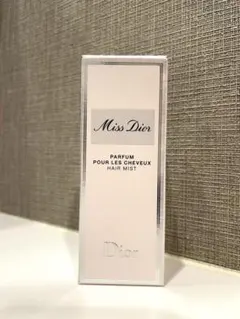 Miss Dior
PARFUM
POUR LES CHEVEUX
HAIR MIST
Dior